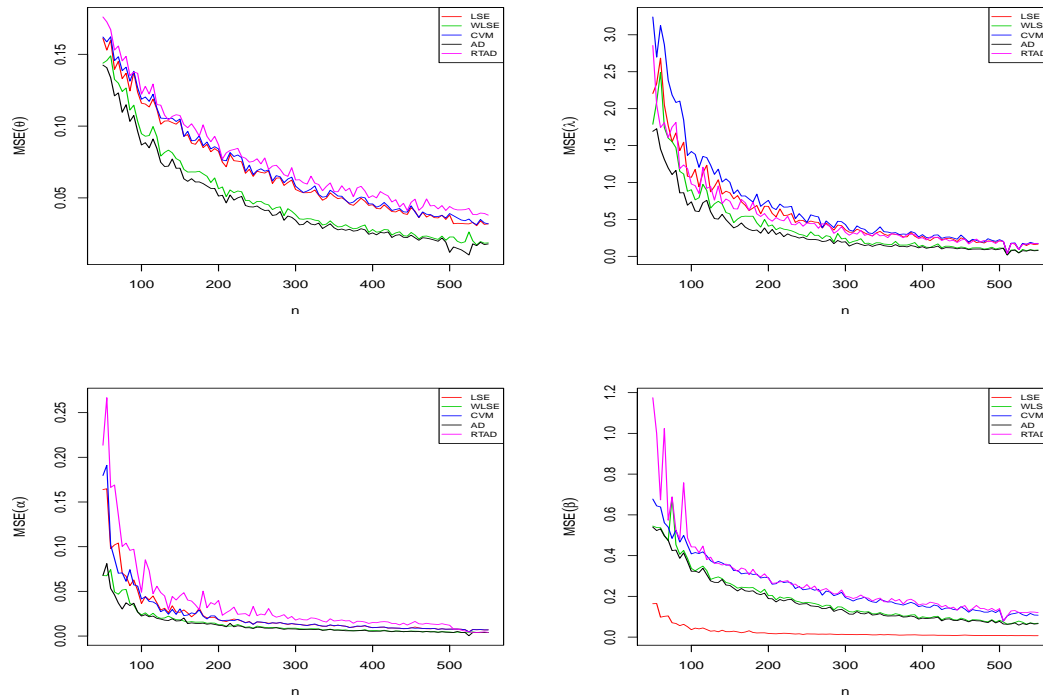 MSE(θ)
0.05
0.10
0.15
100
200
300
400
500
n
LSE
WLSE
CVM
AD
RTAD
MSE(λ)
0.0
0.5
1.0
1.5
2.0
2.5
3.0
100
200
300
400
500
n
LSE
WLSE
CVM
AD
RTAD
MSE(α)
0.00
0.05
0.10
0.15
0.20
0.25
100
200
300
400
500
n
LSE
WLSE
CVM
AD
RTAD
MSE(β)
0.0
0.2
0.4
0.6
0.8
1.0
1.2
100
200
300
400
500
n
LSE
WLSE
CVM
AD
RTAD